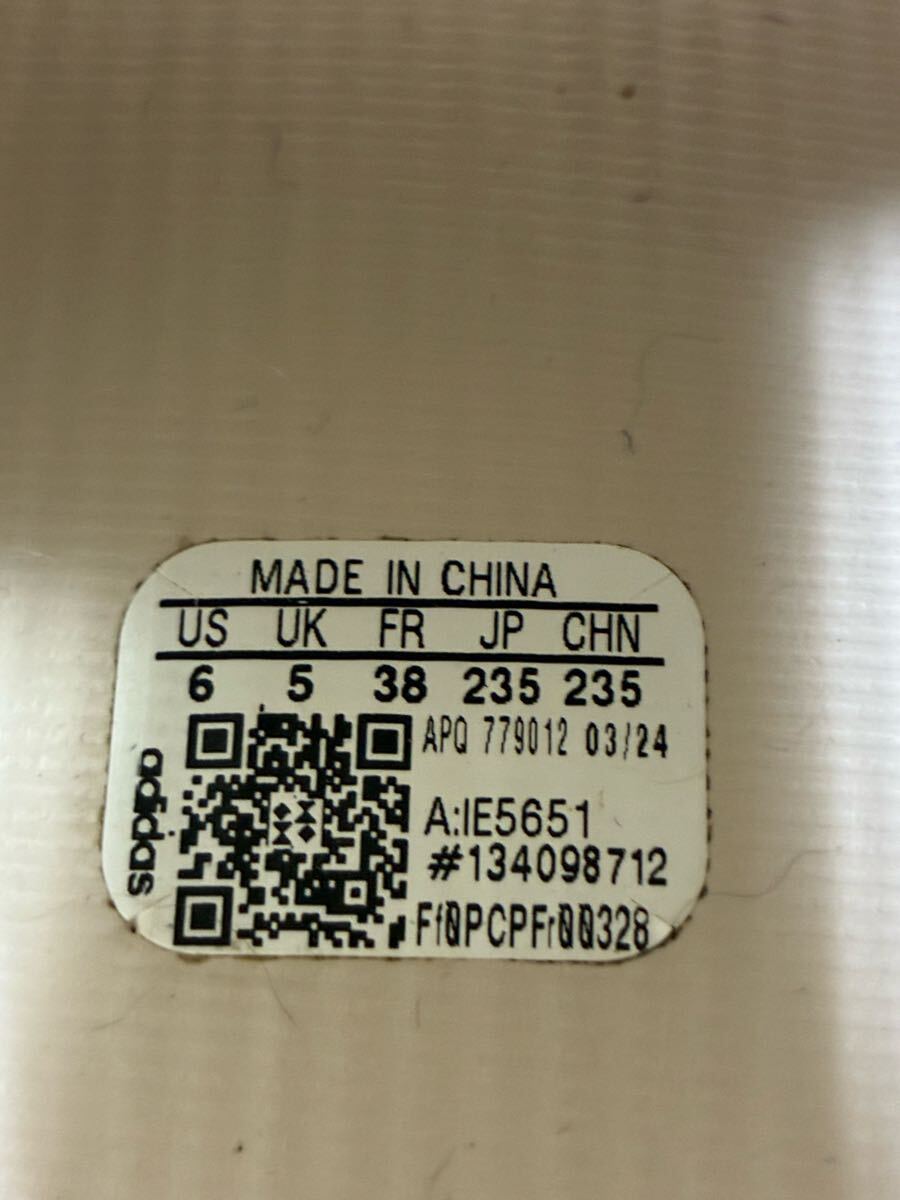 MADE IN CHINA
US UK FR JP CHN
6 5 38 235 235
APQ 779012 03/24
adidas
A:IE5651
#134098712
Ff0PCPFr00328